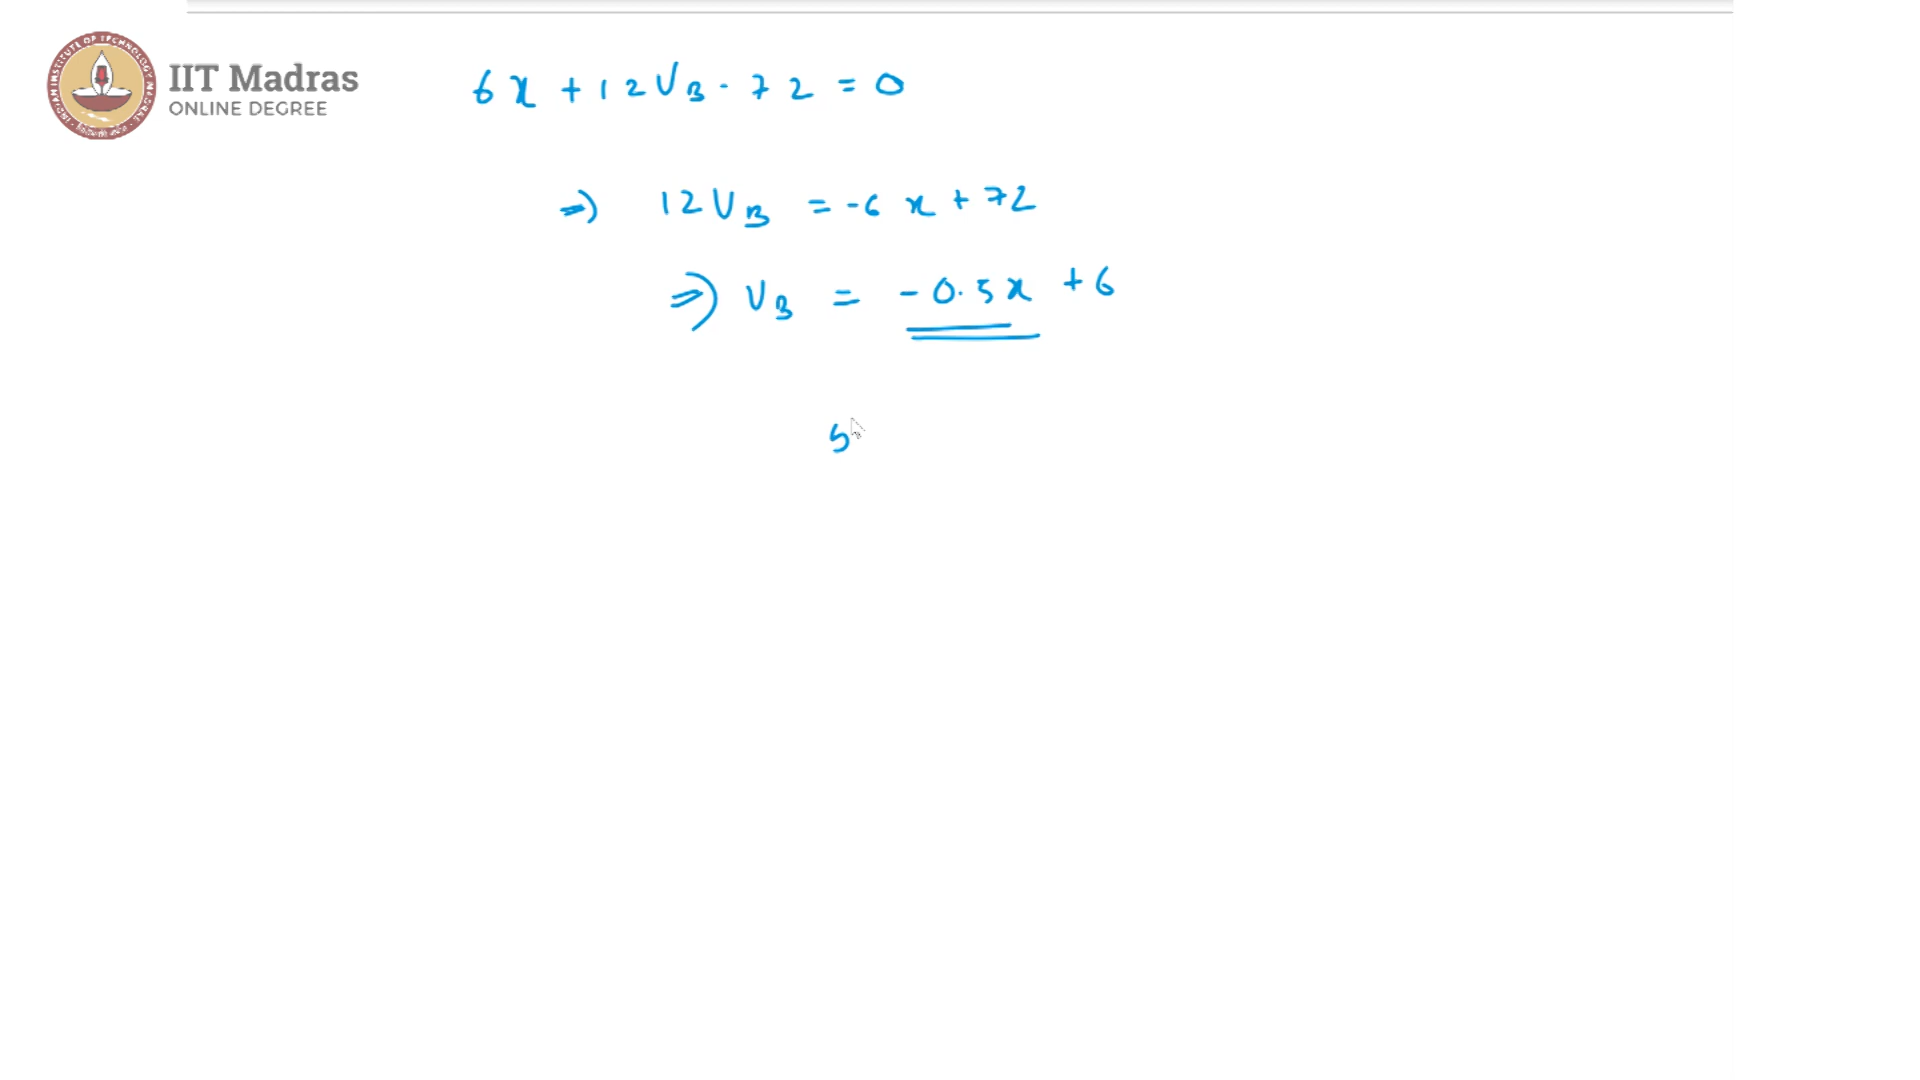 IIT Madras
ONLINE DEGREE
6x + 12VB - 72 = 0
⇒ 12VB = -6x + 72
⇒ VB = -0.5x + 6
5